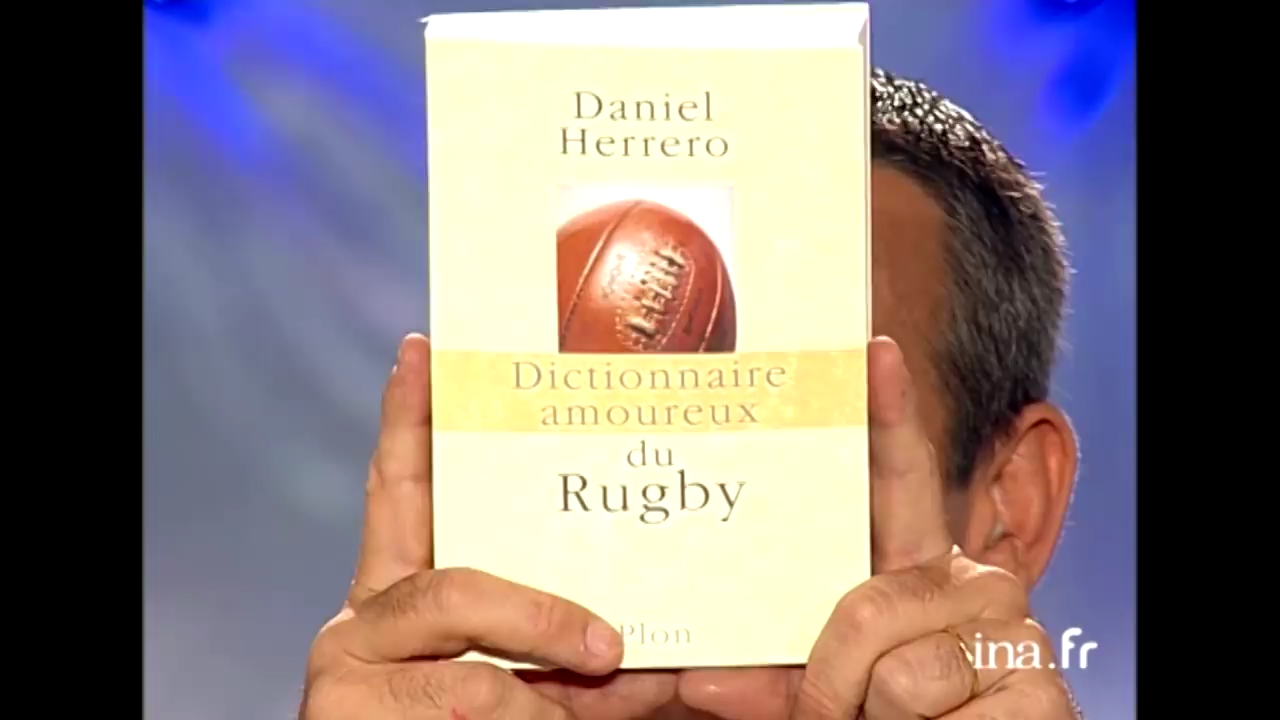 Daniel
Herrero
Dictionnaire
amoureux
du
Rugby
Plon
ina.fr